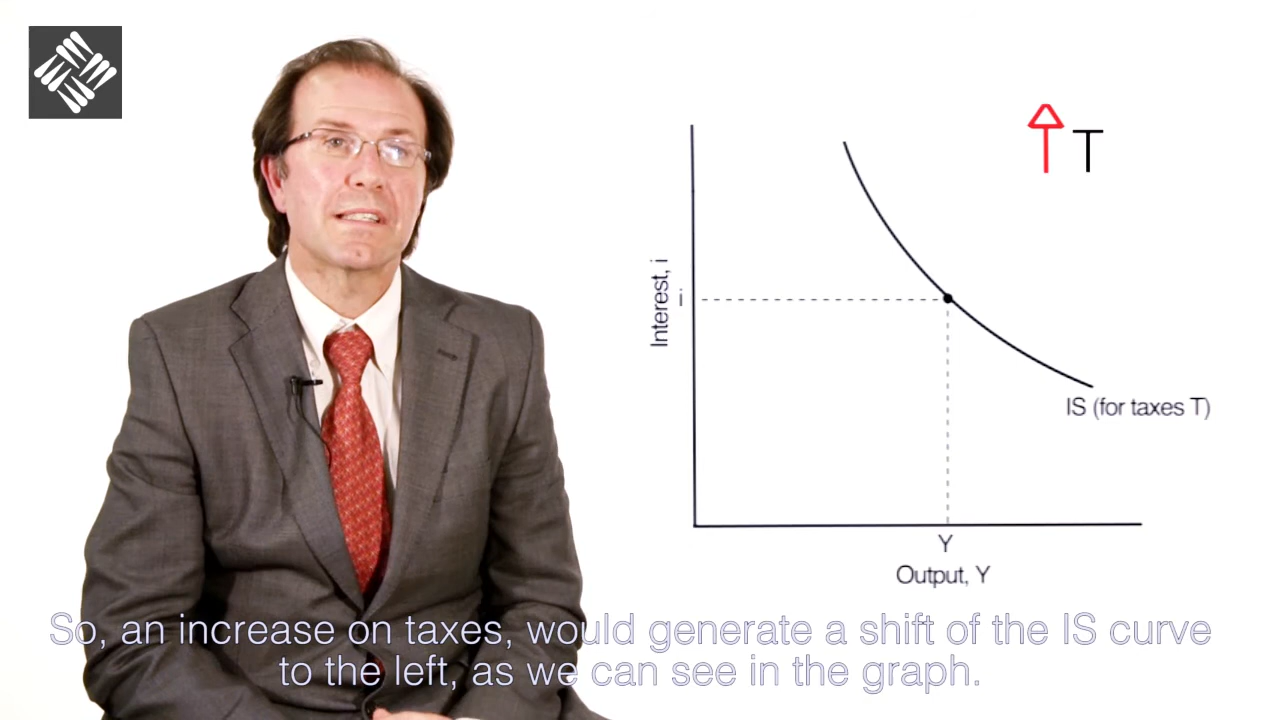 T
Interest, i
i
IS (for taxes T)
Y
Output, Y
So, an increase on taxes, would generate a shift of the IS curve
to the left, as we can see in the graph.